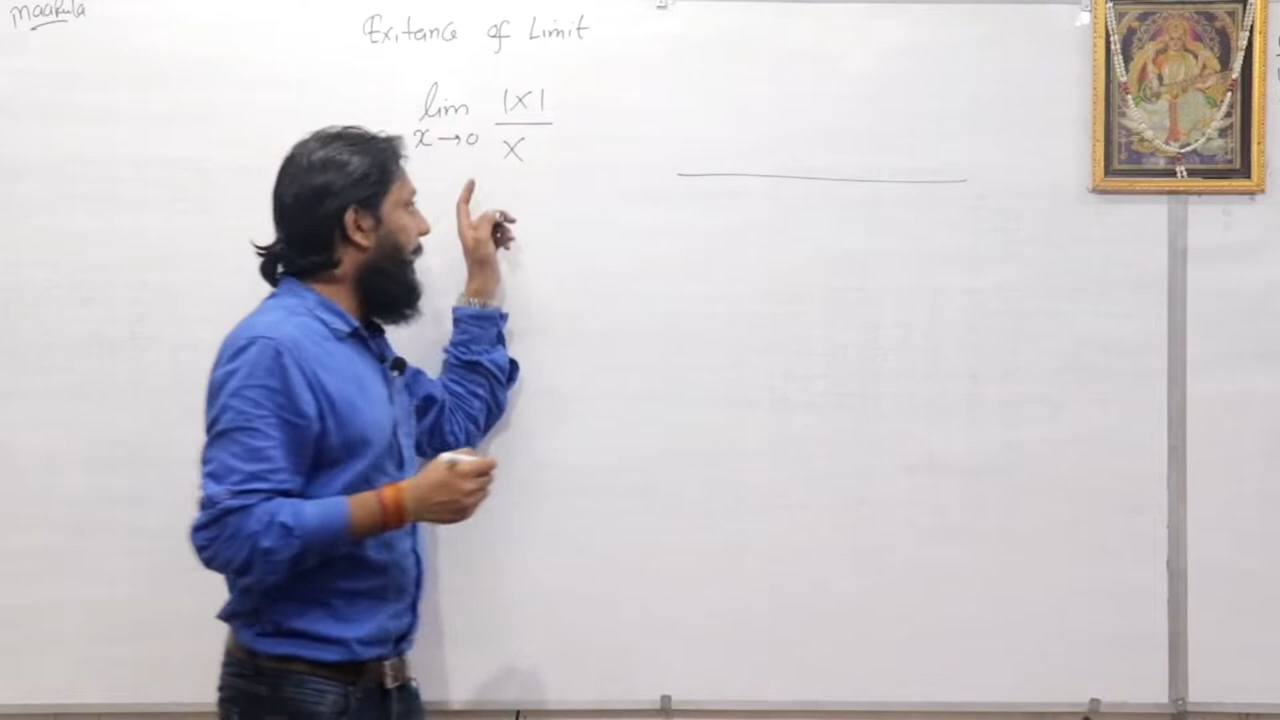 maakula
Exitance of Limit
lim |x|
x→0 x